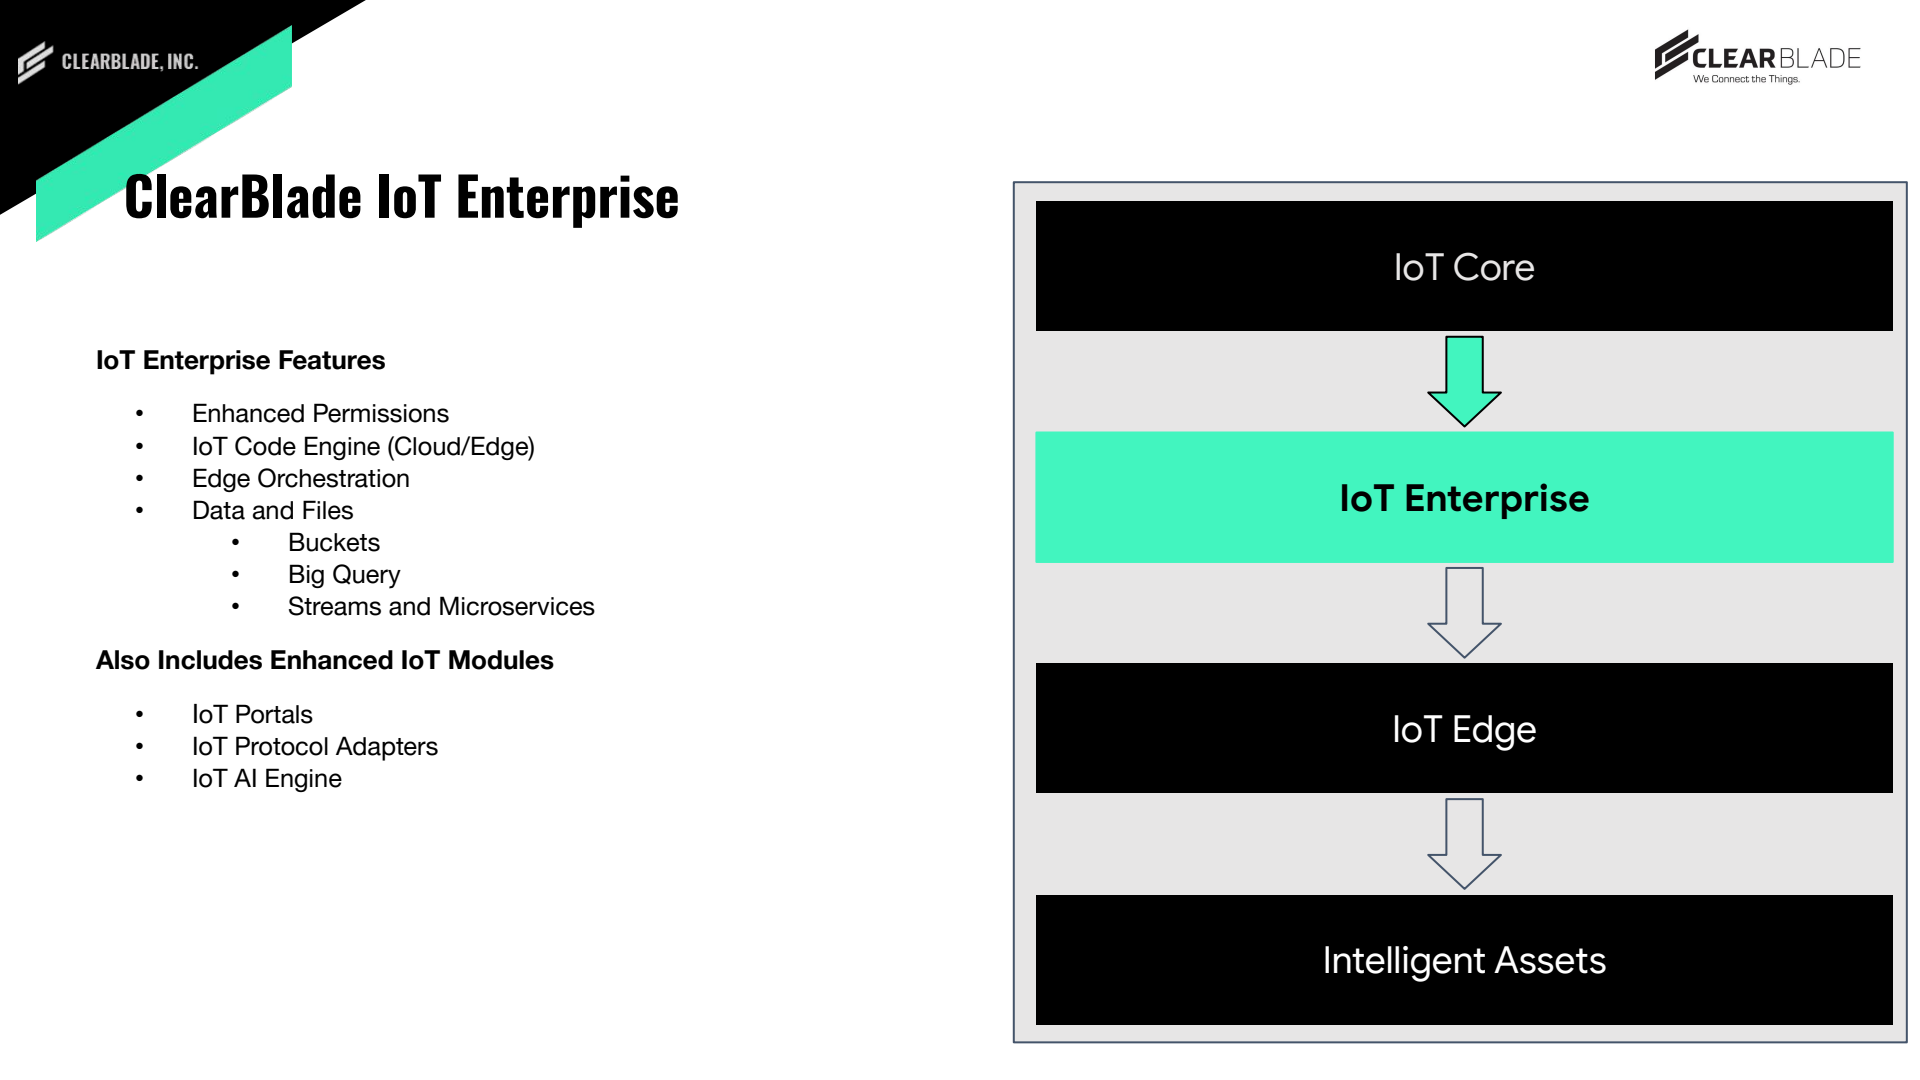 CLEARBLADE, INC.
CLEARBLADE
We Connect the Things.
ClearBlade IoT Enterprise
IoT Enterprise Features
• Enhanced Permissions
• IoT Code Engine (Cloud/Edge)
• Edge Orchestration
• Data and Files
• Buckets
• Big Query
• Streams and Microservices
Also Includes Enhanced IoT Modules
• IoT Portals
• IoT Protocol Adapters
• IoT AI Engine
IoT Core
IoT Enterprise
IoT Edge
Intelligent Assets